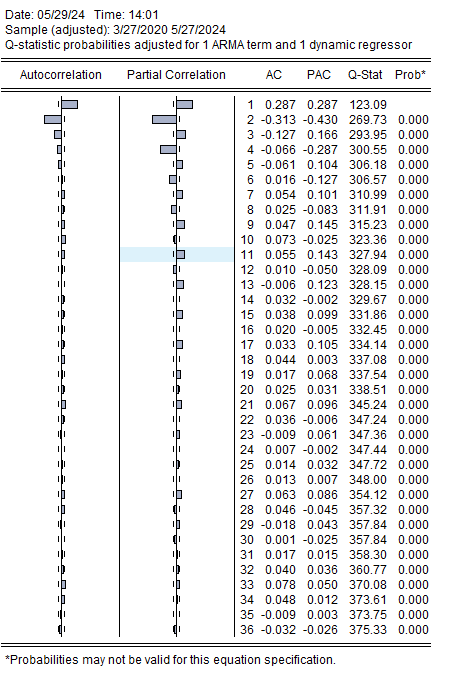 Date: 05/29/24 Time: 14:01
Sample (adjusted): 3/27/2020 5/27/2024
Q-statistic probabilities adjusted for 1 ARMA term and 1 dynamic regressor
Autocorrelation Partial Correlation AC PAC Q-Stat Prob*
1 0.287 0.287 123.09
2 -0.313 -0.430 269.73 0.000
3 -0.127 0.166 293.95 0.000
4 -0.066 -0.287 300.55 0.000
5 -0.061 0.104 306.18 0.000
6 0.016 -0.127 306.57 0.000
7 0.054 0.101 310.99 0.000
8 0.025 -0.083 311.91 0.000
9 0.047 0.145 315.23 0.000
10 0.073 -0.025 323.36 0.000
11 0.055 0.143 327.94 0.000
12 0.010 -0.050 328.09 0.000
13 -0.006 0.123 328.15 0.000
14 0.032 -0.002 329.67 0.000
15 0.038 0.099 331.86 0.000
16 0.020 -0.005 332.45 0.000
17 0.033 0.105 334.14 0.000
18 0.044 0.003 337.08 0.000
19 0.017 0.068 337.54 0.000
20 0.025 0.031 338.51 0.000
21 0.067 0.096 345.24 0.000
22 0.036 -0.006 347.24 0.000
23 -0.009 0.061 347.36 0.000
24 0.007 -0.002 347.44 0.000
25 0.014 0.032 347.72 0.000
26 0.013 0.007 348.00 0.000
27 0.063 0.086 354.12 0.000
28 0.046 -0.045 357.32 0.000
29 -0.018 0.043 357.84 0.000
30 0.001 -0.025 357.84 0.000
31 0.017 0.015 358.30 0.000
32 0.040 0.036 360.77 0.000
33 0.078 0.050 370.08 0.000
34 0.048 0.012 373.61 0.000
35 -0.009 0.003 373.75 0.000
36 -0.032 -0.026 375.33 0.000
*Probabilities may not be valid for this equation specification.